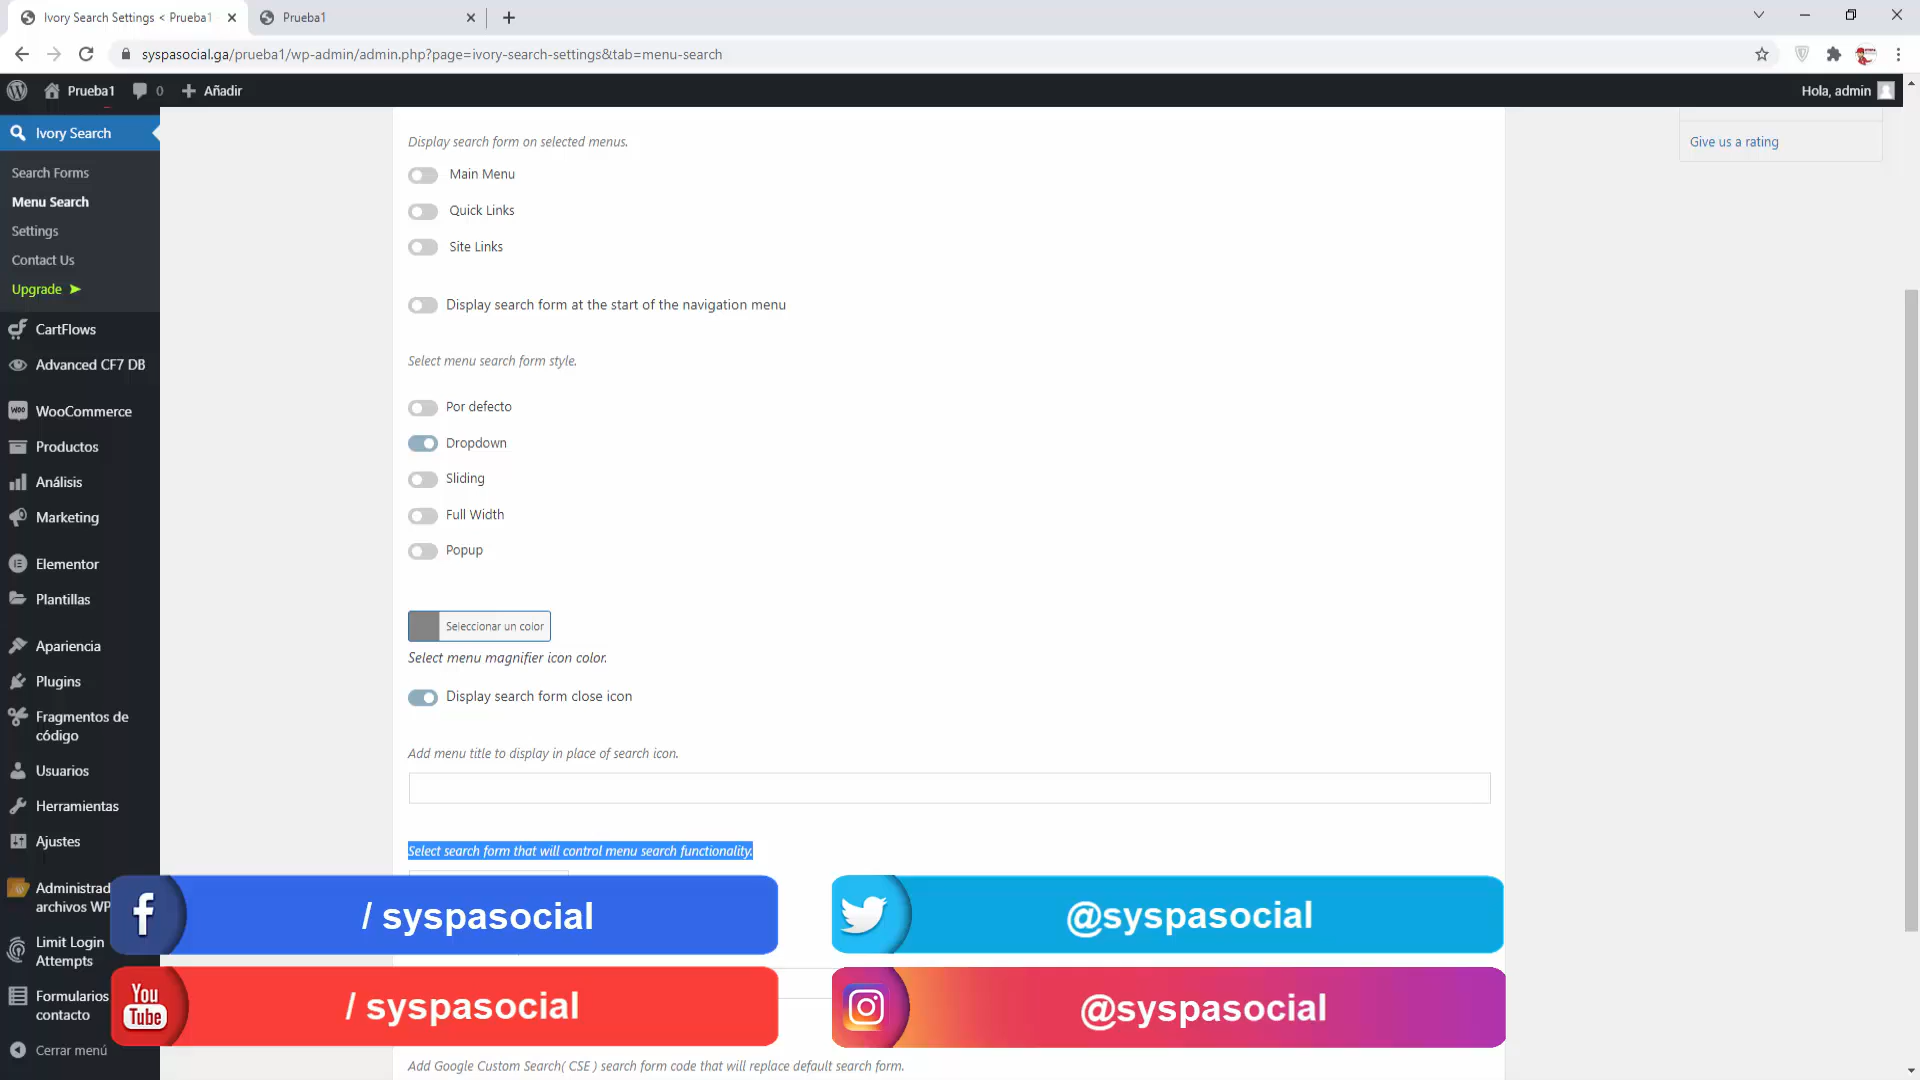 Ivory Search Settings < Prueba1
Prueba1
syspasocial.ga/prueba1/wp-admin/admin.php?page=ivory-search-settings&tab=menu-search
Prueba1
0
Añadir
Hola, admin
Ivory Search
Search Forms
Menu Search
Settings
Contact Us
Upgrade ➤
CartFlows
Advanced CF7 DB
WooCommerce
Productos
Análisis
Marketing
Elementor
Plantillas
Apariencia
Plugins
Fragmentos de
código
Usuarios
Herramientas
Ajustes
Administrad
archivos WP
Limit Login
Attempts
Formularios
contacto
Cerrar menú
Display search form on selected menus.
Main Menu
Quick Links
Site Links
Display search form at the start of the navigation menu
Select menu search form style.
Por defecto
Dropdown
Sliding
Full Width
Popup
Seleccionar un color
Select menu magnifier icon color.
Display search form close icon
Add menu title to display in place of search icon.
Select search form that will control menu search functionality.
Add Google Custom Search( CSE ) search form code that will replace default search form.
Give us a rating
/ syspasocial
@syspasocial
You
Tube
/ syspasocial
@syspasocial